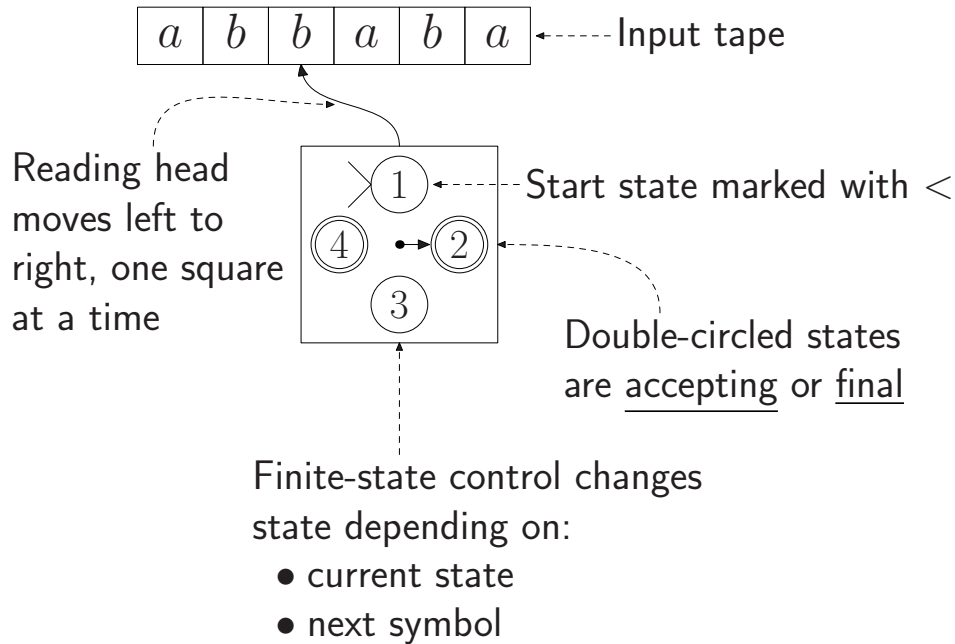 a b b a b a
Input tape
Reading head
moves left to
right, one square
at a time
1
Start state marked with <
4
2
3
Double-circled states
are accepting or final
Finite-state control changes
state depending on:
• current state
• next symbol